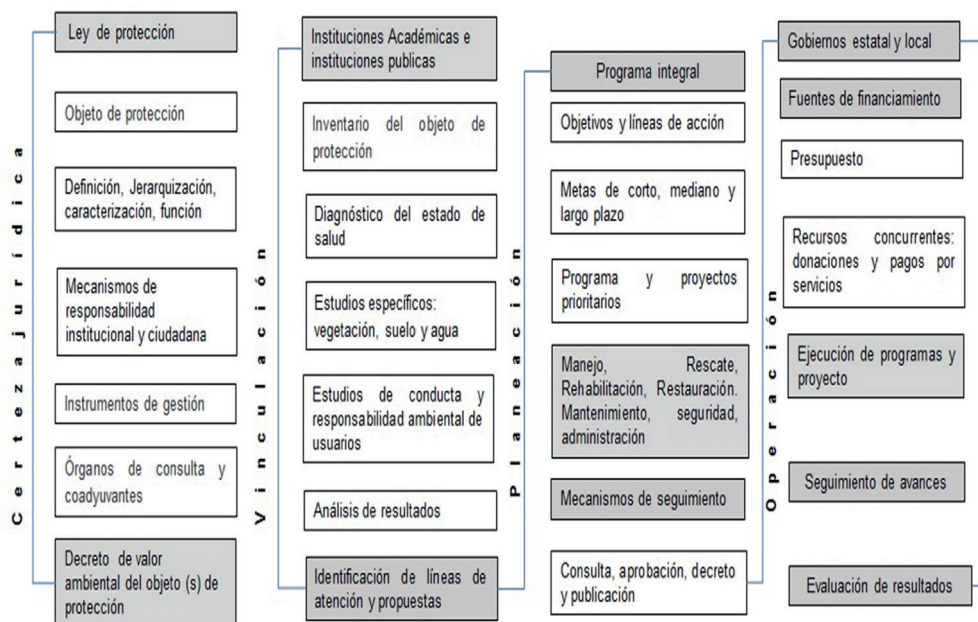 Certeza jurídica
Ley de protección
Objeto de protección
Definición, Jerarquización,
caracterización, función
Mecanismos de
responsabilidad
institucional y ciudadana
Instrumentos de gestión
Órganos de consulta y
coadyuvantes
Decreto de valor
ambiental del objeto (s) de
protección
Vinculación
Instituciones Académicas e
instituciones publicas
Inventario del objeto de
protección
Diagnóstico del estado de
salud
Estudios específicos:
vegetación, suelo y agua
Estudios de conducta y
responsabilidad ambiental de
usuarios
Análisis de resultados
Identificación de líneas de
atención y propuestas
Planeación
Programa integral
Objetivos y líneas de acción
Metas de corto, mediano y
largo plazo
Programa y proyectos
prioritarios
Manejo, Rescate,
Rehabilitación, Restauración.
Mantenimiento, seguridad,
administración
Mecanismos de seguimiento
Consulta, aprobación, decreto
y publicación
Operación
Gobiernos estatal y local
Fuentes de financiamiento
Presupuesto
Recursos concurrentes:
donaciones y pagos por
servicios
Ejecución de programas y
proyecto
Seguimiento de avances
Evaluación de resultados